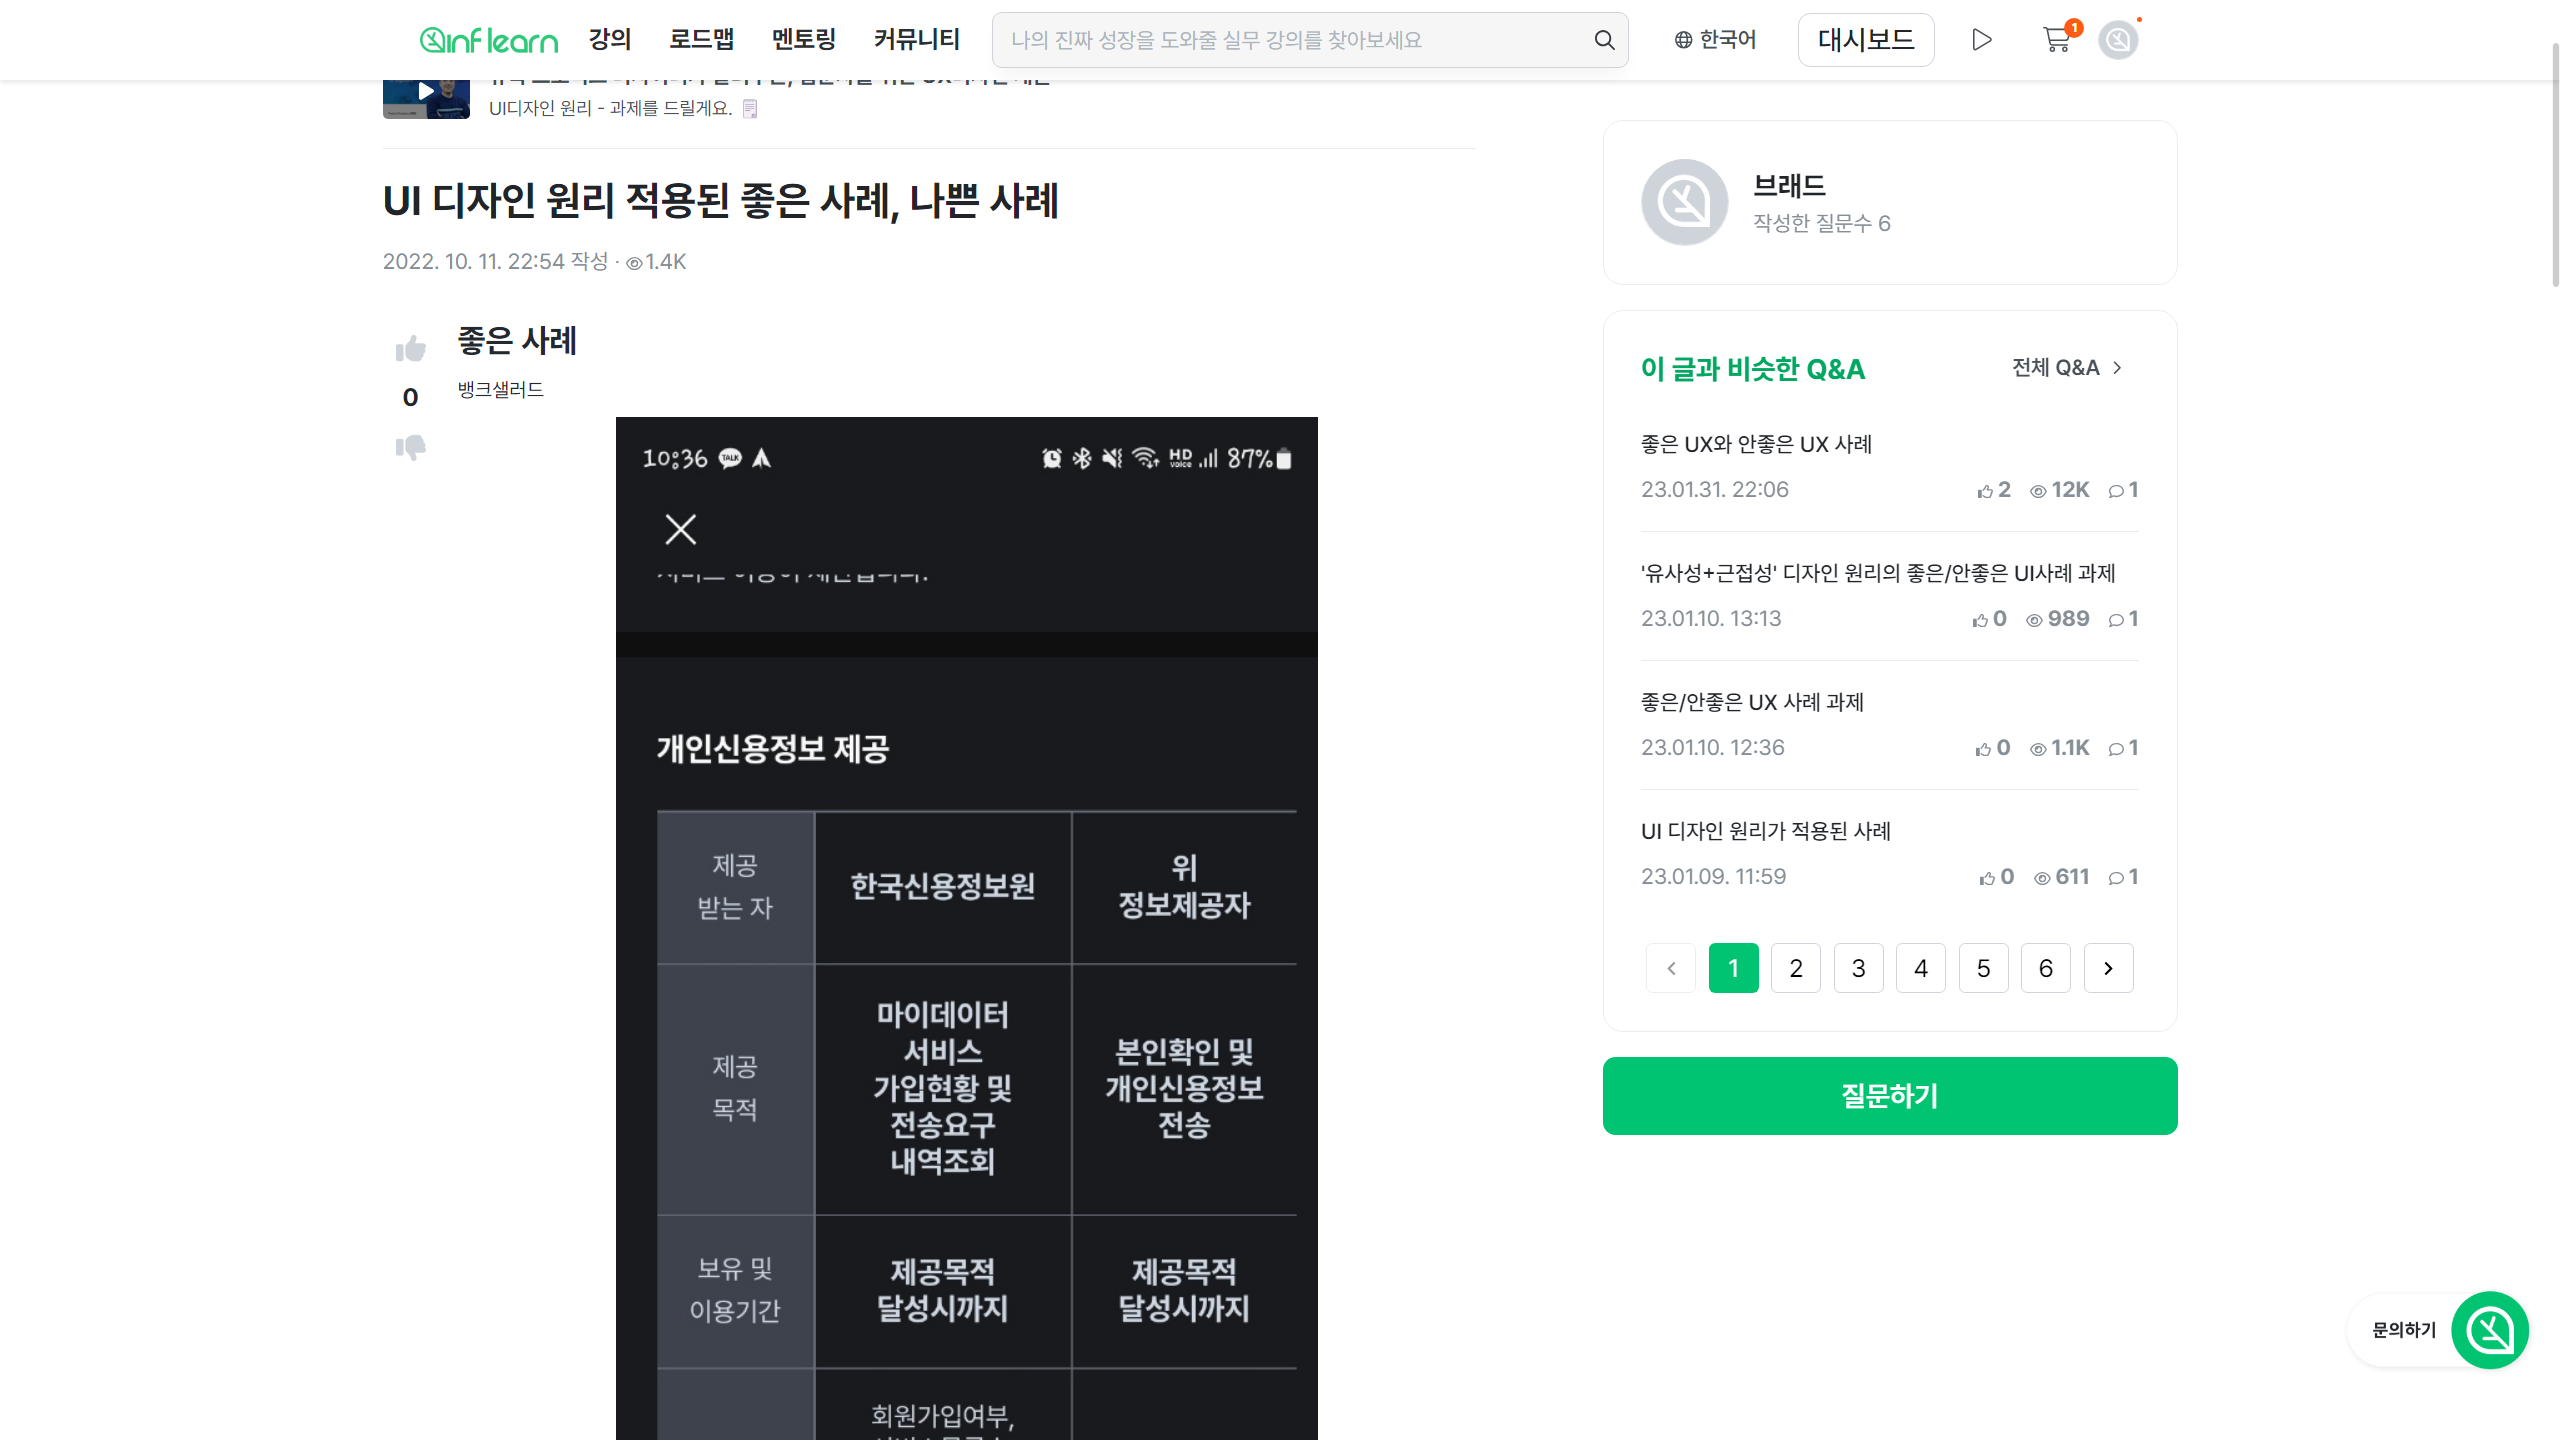 inflearn 강의 로드맵 멘토링 커뮤니티 나의 진짜 성장을 도와줄 실무 강의를 찾아보세요 한국어 대시보드 1
UI디자인 원리 - 과제를 드릴게요.
UI 디자인 원리 적용된 좋은 사례, 나쁜 사례
2022. 10. 11. 22:54 작성 · 1.4K
0
좋은 사례
뱅크샐러드
10:36 TALK HD voice 87%
개인신용정보 제공
제공
받는 자
한국신용정보원
위
정보제공자
제공
목적
마이데이터
서비스
가입현황 및
전송요구
내역조회
본인확인 및
개인신용정보
전송
보유 및
이용기간
제공목적
달성시까지
제공목적
달성시까지
회원가입여부,
브래드
작성한 질문수 6
이 글과 비슷한 Q&A 전체 Q&A
좋은 UX와 안좋은 UX 사례
23.01.31. 22:06 2 12K 1
'유사성+근접성' 디자인 원리의 좋은/안좋은 UI사례 과제
23.01.10. 13:13 0 989 1
좋은/안좋은 UX 사례 과제
23.01.10. 12:36 0 1.1K 1
UI 디자인 원리가 적용된 사례
23.01.09. 11:59 0 611 1
1 2 3 4 5 6
질문하기
문의하기